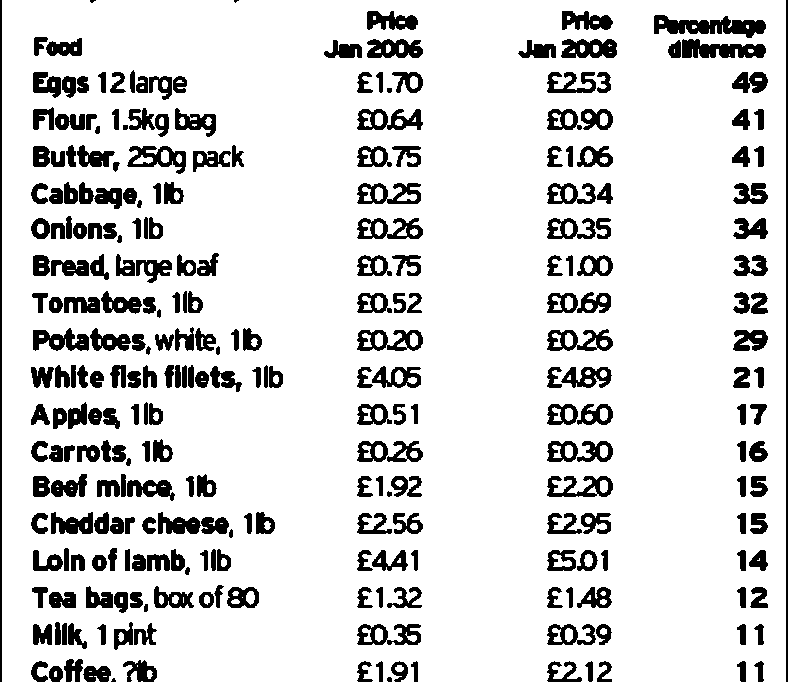 Price Price Percentage
Food Jan 2006 Jan 2008 difference
Eggs 12 large £1.70 £2.53 49
Flour, 1.5kg bag £0.64 £0.90 41
Butter, 250g pack £0.75 £1.06 41
Cabbage, 1lb £0.25 £0.34 35
Onions, 1lb £0.26 £0.35 34
Bread, large loaf £0.75 £1.00 33
Tomatoes, 1lb £0.52 £0.69 32
Potatoes, white, 1lb £0.20 £0.26 29
White fish fillets, 1lb £4.05 £4.89 21
Apples, 1lb £0.51 £0.60 17
Carrots, 1lb £0.26 £0.30 16
Beef mince, 1lb £1.92 £2.20 15
Cheddar cheese, 1lb £2.56 £2.95 15
Loin of lamb, 1lb £4.41 £5.01 14
Tea bags, box of 80 £1.32 £1.48 12
Milk, 1 pint £0.35 £0.39 11
Coffee, ?lb £1.91 £2.12 11